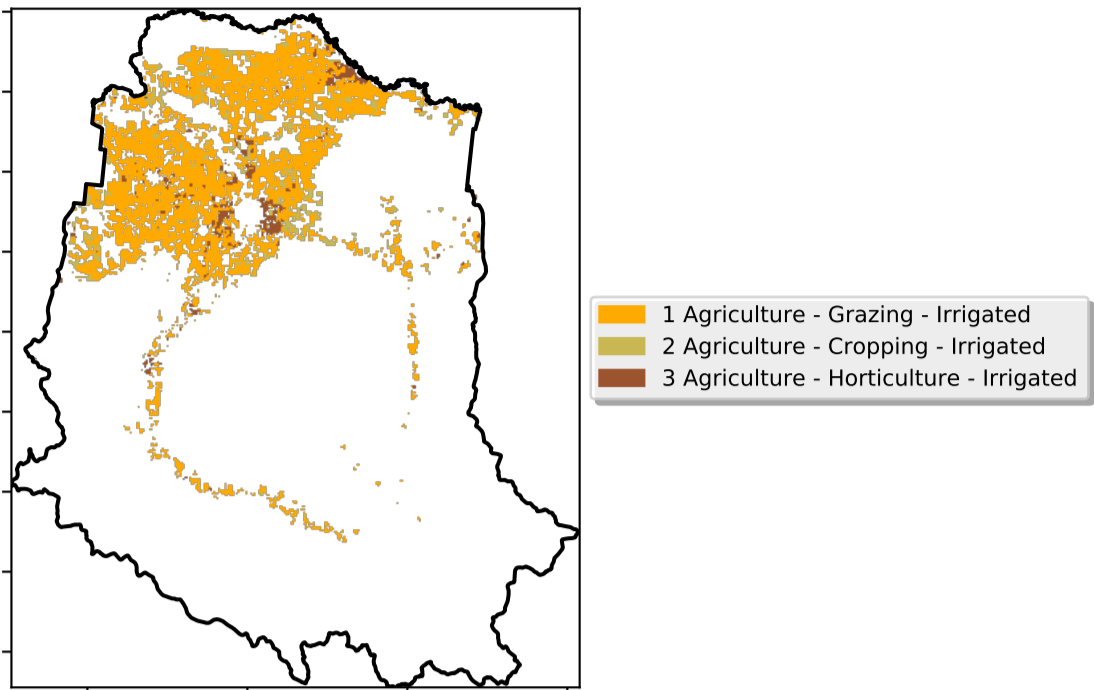 1 Agriculture - Grazing - Irrigated
2 Agriculture - Cropping - Irrigated
3 Agriculture - Horticulture - Irrigated